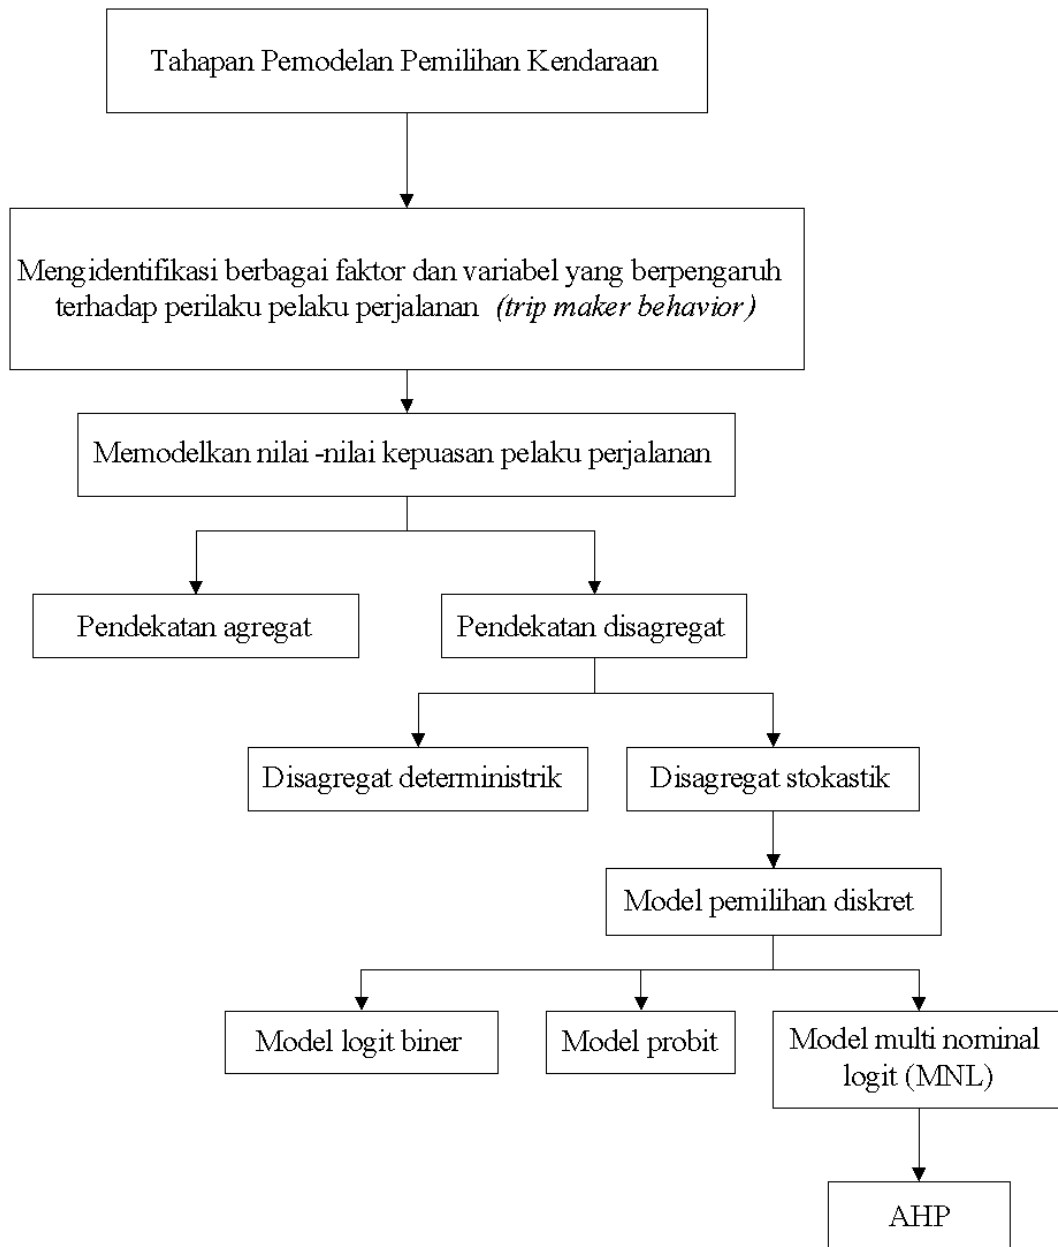 Tahapan Pemodelan Pemilihan Kendaraan
Mengidentifikasi berbagai faktor dan variabel yang berpengaruh
terhadap perilaku pelaku perjalanan (trip maker behavior)
Memodelkan nilai -nilai kepuasan pelaku perjalanan
Pendekatan agregat
Pendekatan disagregat
Disagregat deterministrik
Disagregat stokastik
Model pemilihan diskret
Model logit biner
Model probit
Model multi nominal
logit (MNL)
AHP